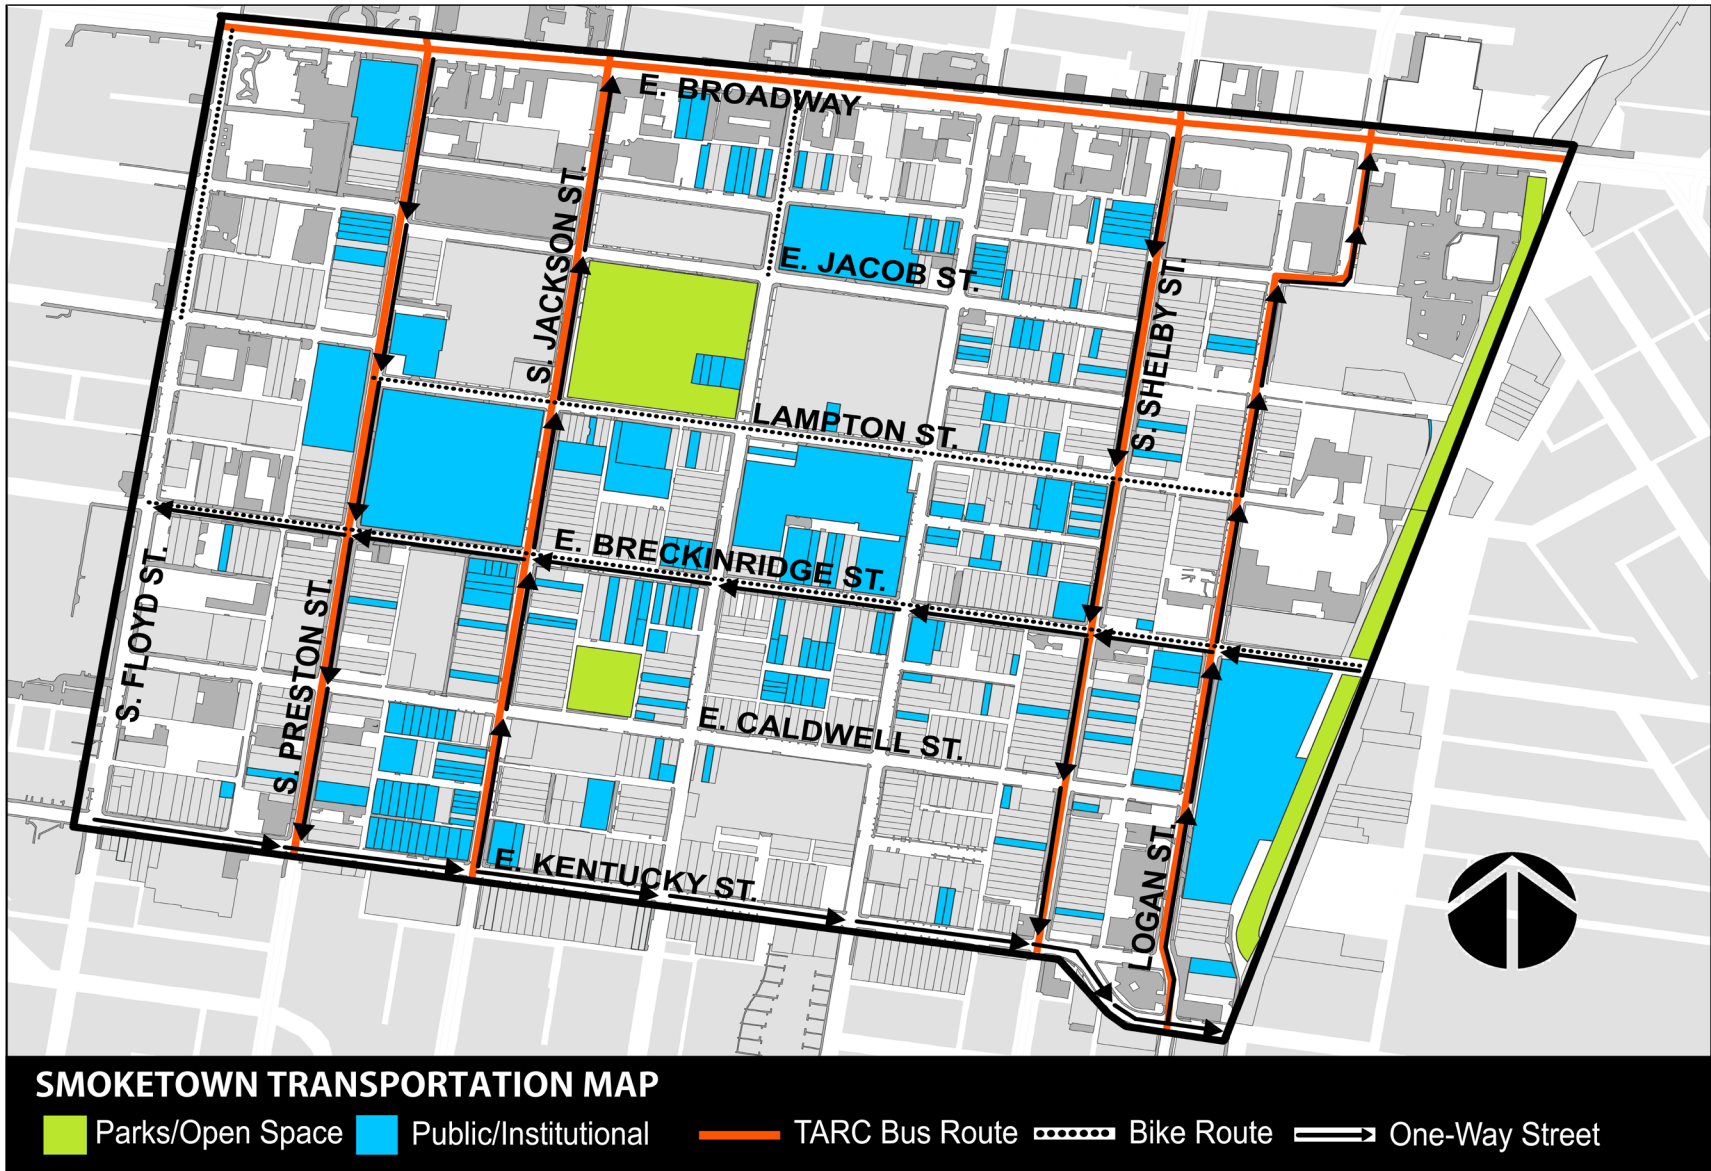 E. BROADWAY
S. JACKSON ST.
E. JACOB ST.
S. SHELBY ST.
LAMPTON ST.
E. BRECKINRIDGE ST.
S. FLOYD ST.
S. PRESTON ST.
E. CALDWELL ST.
LOGAN ST.
E. KENTUCKY ST.
SMOKETOWN TRANSPORTATION MAP
Parks/Open Space
Public/Institutional
TARC Bus Route
Bike Route
One-Way Street